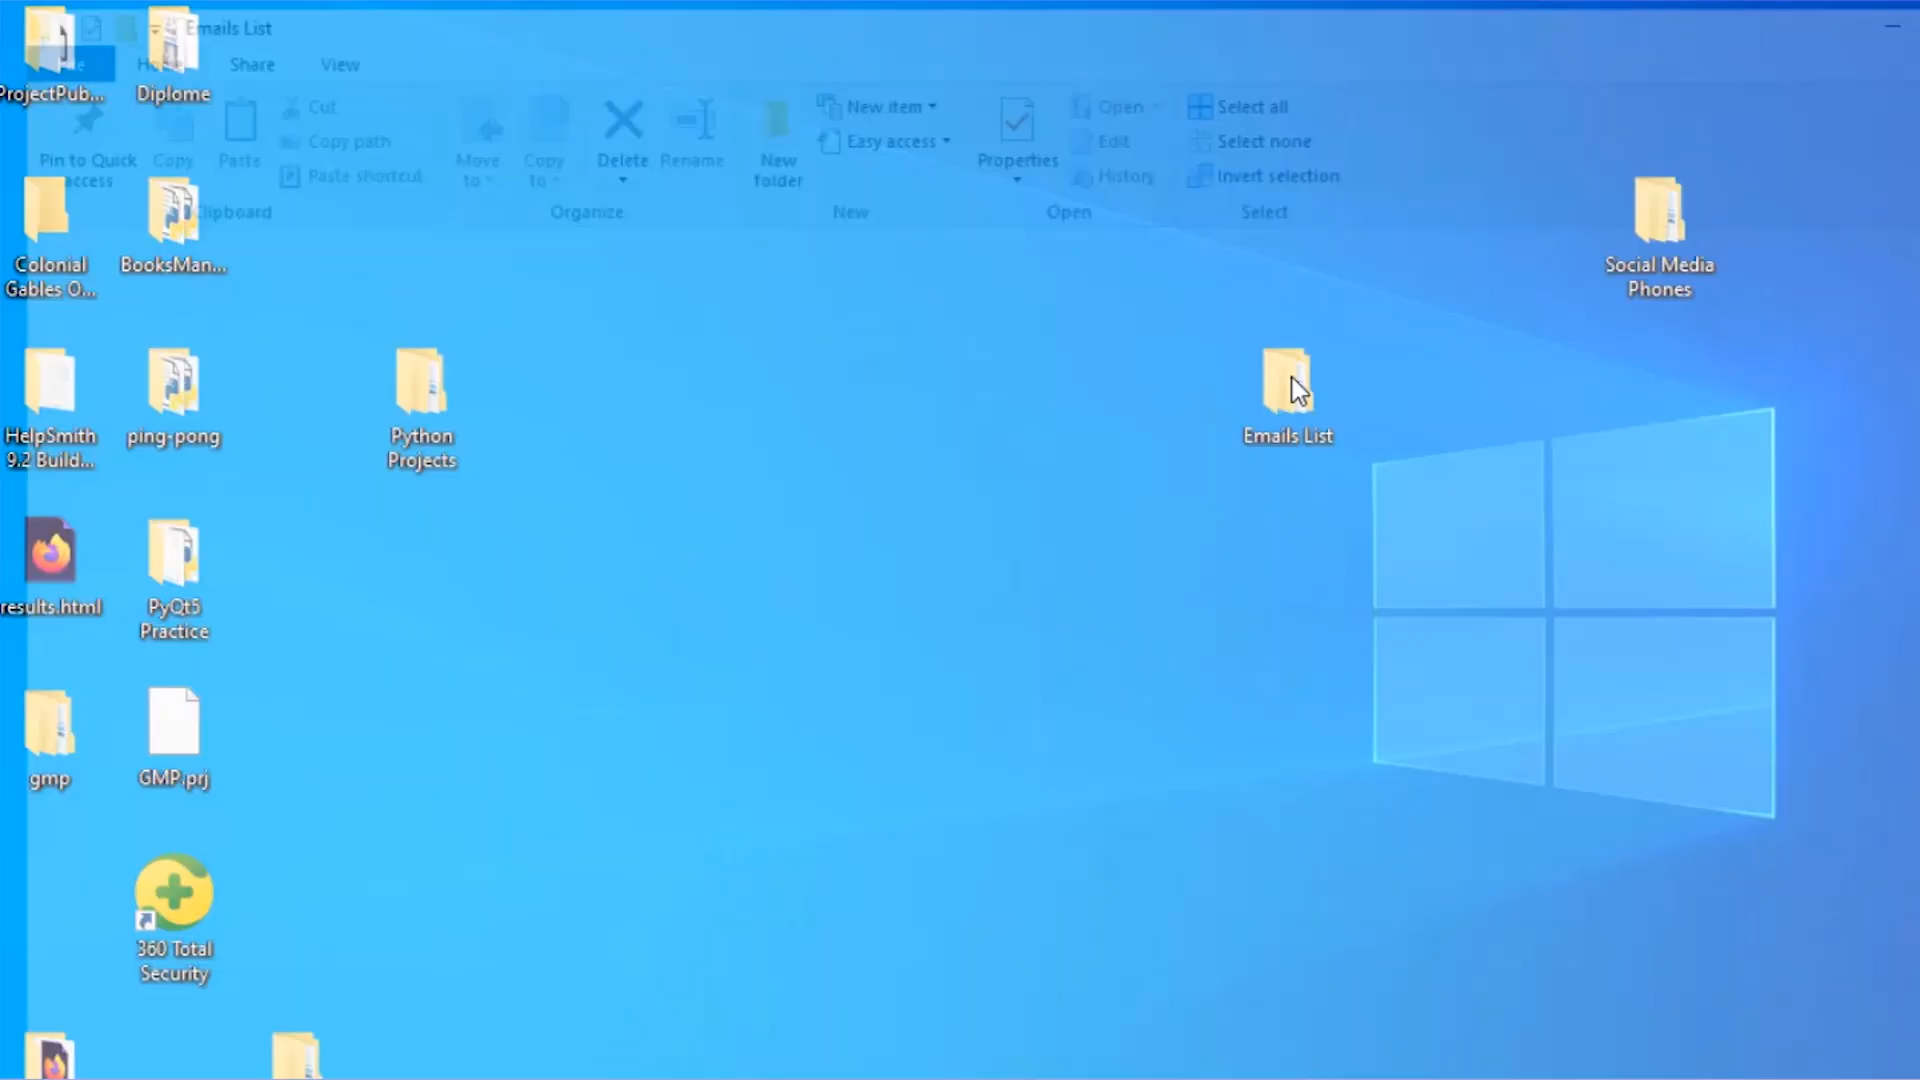 Emails List
Share
View
ProjectPub...
Diplome
Cut
Copy path
Paste shortcut
Pin to Quick
access
Copy
Paste
Clipboard
Move
to
Copy
to
Delete
Rename
Organize
New
folder
New item
Easy access
New
Properties
Open
Edit
History
Open
Select all
Select none
Invert selection
Select
Colonial
Gables O...
BooksMan...
Social Media
Phones
HelpSmith
9.2 Build...
ping-pong
Python
Projects
Emails List
results.html
PyQt5
Practice
gmp
GMP.prj
360 Total
Security